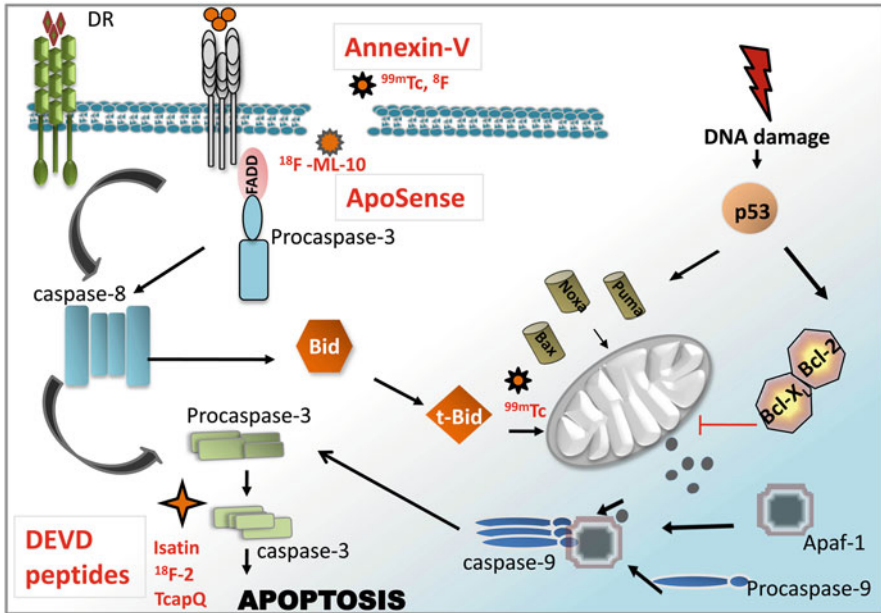 DR
Annexin-V
99mTc, 8F
18F -ML-10
ApoSense
FADD
Procaspase-3
DNA damage
p53
caspase-8
Noxa
Puma
Bax
Bid
t-Bid
99mTc
Bcl-2
Bcl-XL
Procaspase-3
DEVD
peptides
Isatin
18F-2
TcapQ
caspase-3
APOPTOSIS
caspase-9
Apaf-1
Procaspase-9